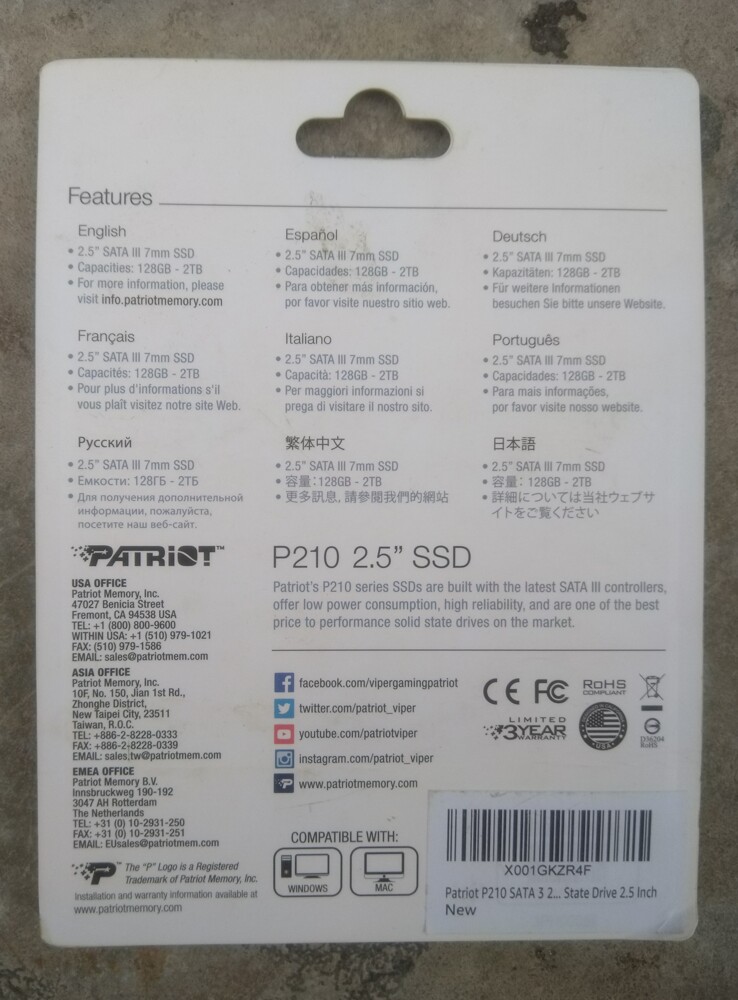 Features
English
• 2.5" SATA III 7mm SSD
• Capacities: 128GB - 2TB
• For more information, please
visit info.patriotmemory.com
Español
• 2.5" SATA III 7mm SSD
• Capacidades: 128GB - 2TB
• Para obtener más información,
por favor visite nuestro sitio web.
Deutsch
• 2.5" SATA III 7mm SSD
• Kapazitäten: 128GB - 2TB
• Für weitere Informationen
besuchen Sie bitte unsere Website.
Français
• 2.5" SATA III 7mm SSD
• Capacités: 128GB - 2TB
• Pour plus d'informations s'il
vous plaît visitez notre site Web.
Italiano
• 2.5" SATA III 7mm SSD
• Capacità: 128GB - 2TB
• Per maggiori informazioni si
prega di visitare il nostro sito.
Português
• 2.5" SATA III 7mm SSD
• Capacidades: 128GB - 2TB
• Para mais informações,
por favor visite nosso website.
Русский
• 2.5" SATA III 7mm SSD
• Емкости: 128ГБ - 2ТБ
• Для получения дополнительной
информации, пожалуйста,
посетите наш веб-сайт.
繁体中文
• 2.5" SATA III 7mm SSD
• 容量：128GB - 2TB
• 更多訊息, 請參閱我們的網站
日本語
• 2.5" SATA III 7mm SSD
• 容量： 128GB - 2TB
• 詳細については当社ウェブサ
イトをご覧ください
PATRIOT™
USA OFFICE
Patriot Memory, Inc.
47027 Benicia Street
Fremont, CA 94538 USA
TEL: +1 (800) 800-9600
WITHIN USA: +1 (510) 979-1021
FAX: (510) 979-1586
EMAIL: sales@patriotmem.com
ASIA OFFICE
Patriot Memory, Inc.
10F, No. 150, Jian 1st Rd.,
Zhonghe District,
New Taipei City, 23511
Taiwan, R.O.C.
TEL: +886-2-8228-0333
FAX: +886-2-8228-0339
EMAIL: sales,tw@patriotmem.com
EMEA OFFICE
Patriot Memory B.V.
Innsbruckweg 190-192
3047 AH Rotterdam
The Netherlands
TEL: +31 (0) 10-2931-250
FAX: +31 (0) 10-2931-251
EMAIL: EUsales@patriotmem.com
P™ The "P" Logo is a Registered
Trademark of Patriot Memory, Inc.
Installation and warranty information available at
www.patriotmemory.com
P210 2.5" SSD
Patriot's P210 series SSDs are built with the latest SATA III controllers,
offer low power consumption, high reliability, and are one of the best
price to performance solid state drives on the market.
facebook.com/vipergamingpatriot
twitter.com/patriot_viper
youtube.com/patriotviper
instagram.com/patriot_viper
www.patriotmemory.com
CE FC RoHS
COMPLIANT
LIMITED
3YEAR
WARRANTY
USA
D36204
RoHS
COMPATIBLE WITH:
WINDOWS
MAC
X001GKZR4F
Patriot P210 SATA 3 2... State Drive 2.5 Inch
New